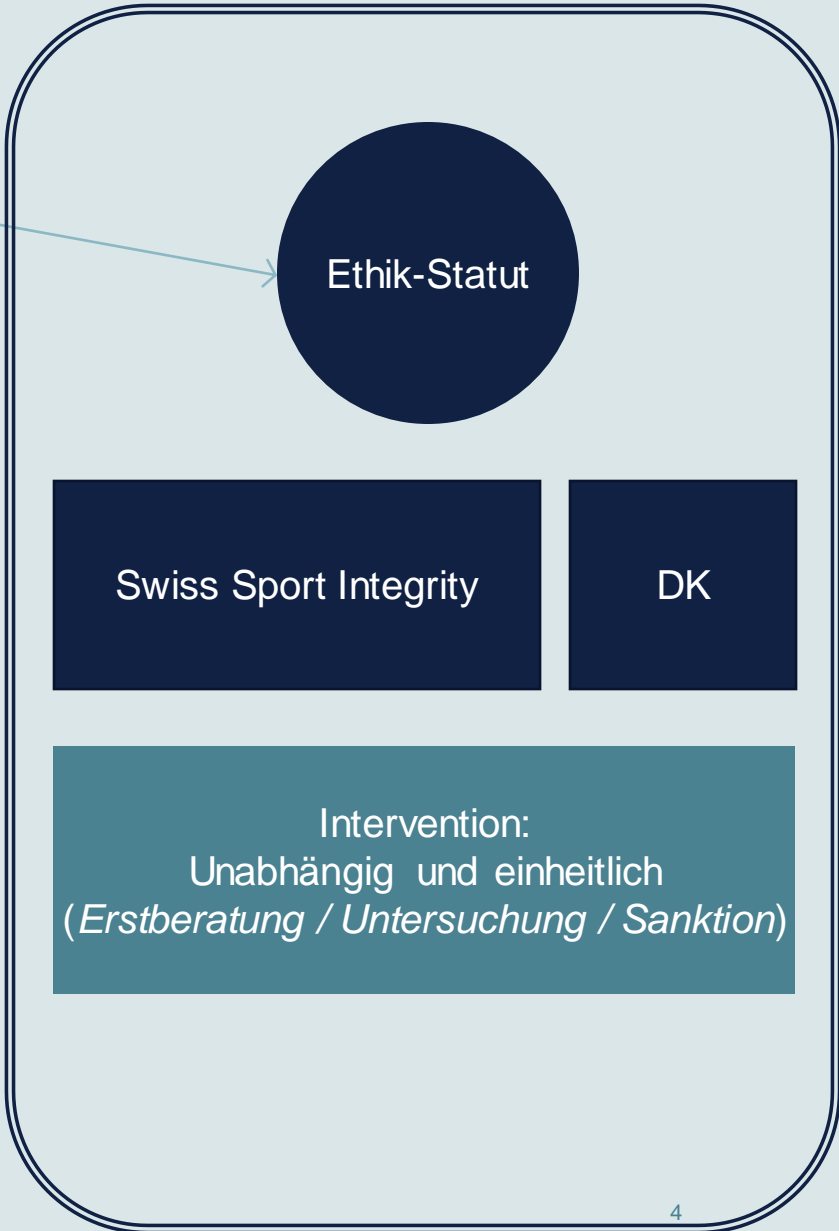 Ethik-Statut
Swiss Sport Integrity
DK
Intervention:
Unabhängig und einheitlich
(Erstberatung / Untersuchung / Sanktion)
4